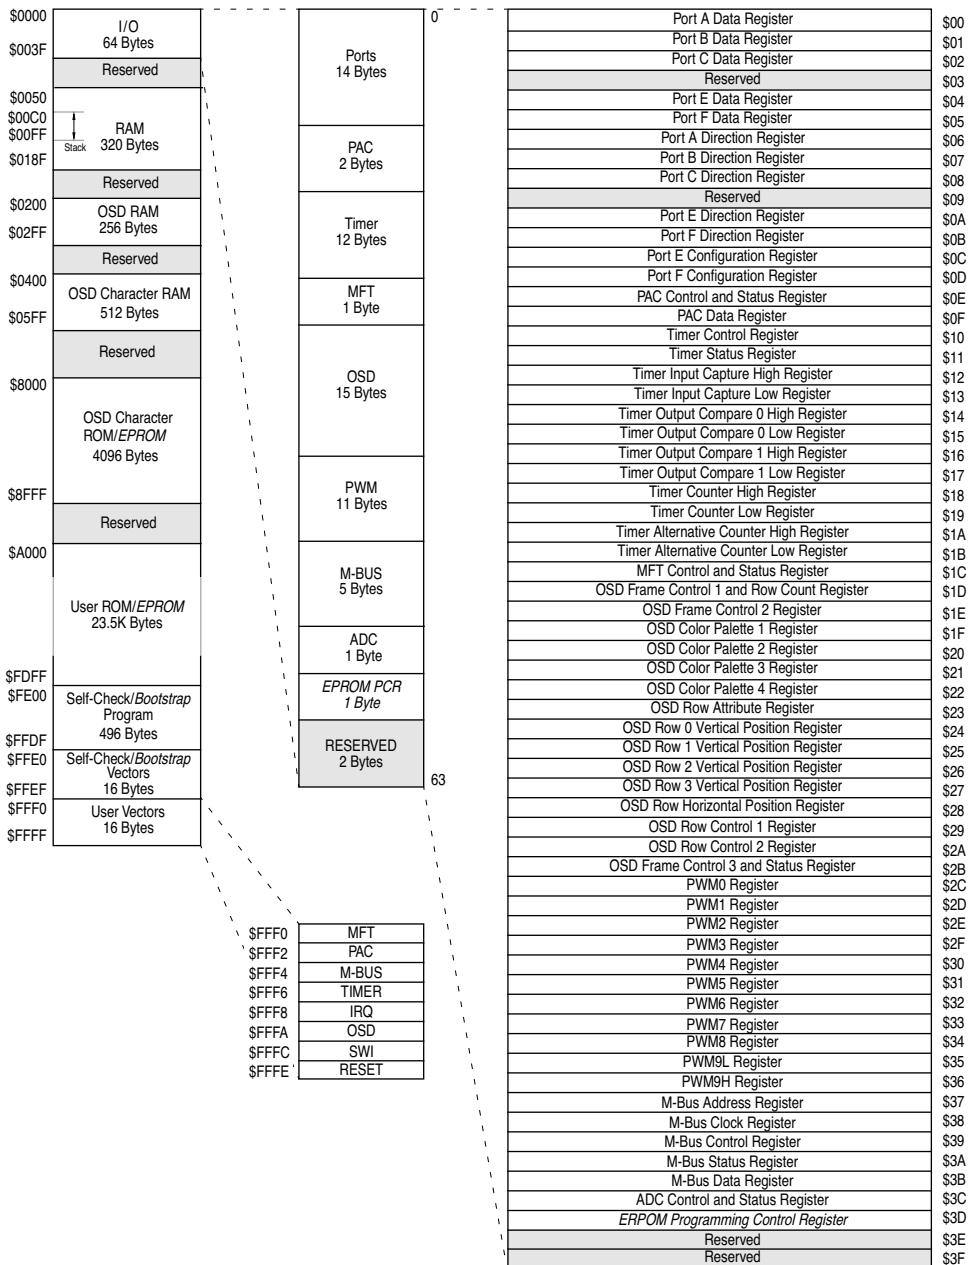 $0000
I/O
64 Bytes
$003F
Reserved
$0050
$00C0
$00FF
Stack
RAM
320 Bytes
$018F
Reserved
$0200
OSD RAM
256 Bytes
$02FF
Reserved
$0400
OSD Character RAM
512 Bytes
$05FF
Reserved
$8000
OSD Character
ROM/EPROM
4096 Bytes
$8FFF
Reserved
$A000
User ROM/EPROM
23.5K Bytes
$FDFF
$FE00
Self-Check/Bootstrap
Program
496 Bytes
$FFDF
$FFE0
Self-Check/Bootstrap
Vectors
16 Bytes
$FFEF
$FFF0
User Vectors
16 Bytes
$FFFF
0
Ports
14 Bytes
PAC
2 Bytes
Timer
12 Bytes
MFT
1 Byte
OSD
15 Bytes
PWM
11 Bytes
M-BUS
5 Bytes
ADC
1 Byte
EPROM PCR
1 Byte
RESERVED
2 Bytes
63
$FFF0 MFT
$FFF2 PAC
$FFF4 M-BUS
$FFF6 TIMER
$FFF8 IRQ
$FFFA OSD
$FFFC SWI
$FFFE RESET
Port A Data Register $00
Port B Data Register $01
Port C Data Register $02
Reserved $03
Port E Data Register $04
Port F Data Register $05
Port A Direction Register $06
Port B Direction Register $07
Port C Direction Register $08
Reserved $09
Port E Direction Register $0A
Port F Direction Register $0B
Port E Configuration Register $0C
Port F Configuration Register $0D
PAC Control and Status Register $0E
PAC Data Register $0F
Timer Control Register $10
Timer Status Register $11
Timer Input Capture High Register $12
Timer Input Capture Low Register $13
Timer Output Compare 0 High Register $14
Timer Output Compare 0 Low Register $15
Timer Output Compare 1 High Register $16
Timer Output Compare 1 Low Register $17
Timer Counter High Register $18
Timer Counter Low Register $19
Timer Alternative Counter High Register $1A
Timer Alternative Counter Low Register $1B
MFT Control and Status Register $1C
OSD Frame Control 1 and Row Count Register $1D
OSD Frame Control 2 Register $1E
OSD Color Palette 1 Register $1F
OSD Color Palette 2 Register $20
OSD Color Palette 3 Register $21
OSD Color Palette 4 Register $22
OSD Row Attribute Register $23
OSD Row 0 Vertical Position Register $24
OSD Row 1 Vertical Position Register $25
OSD Row 2 Vertical Position Register $26
OSD Row 3 Vertical Position Register $27
OSD Row Horizontal Position Register $28
OSD Row Control 1 Register $29
OSD Row Control 2 Register $2A
OSD Frame Control 3 and Status Register $2B
PWM0 Register $2C
PWM1 Register $2D
PWM2 Register $2E
PWM3 Register $2F
PWM4 Register $30
PWM5 Register $31
PWM6 Register $32
PWM7 Register $33
PWM8 Register $34
PWM9L Register $35
PWM9H Register $36
M-Bus Address Register $37
M-Bus Clock Register $38
M-Bus Control Register $39
M-Bus Status Register $3A
M-Bus Data Register $3B
ADC Control and Status Register $3C
ERPOM Programming Control Register $3D
Reserved $3E
Reserved $3F